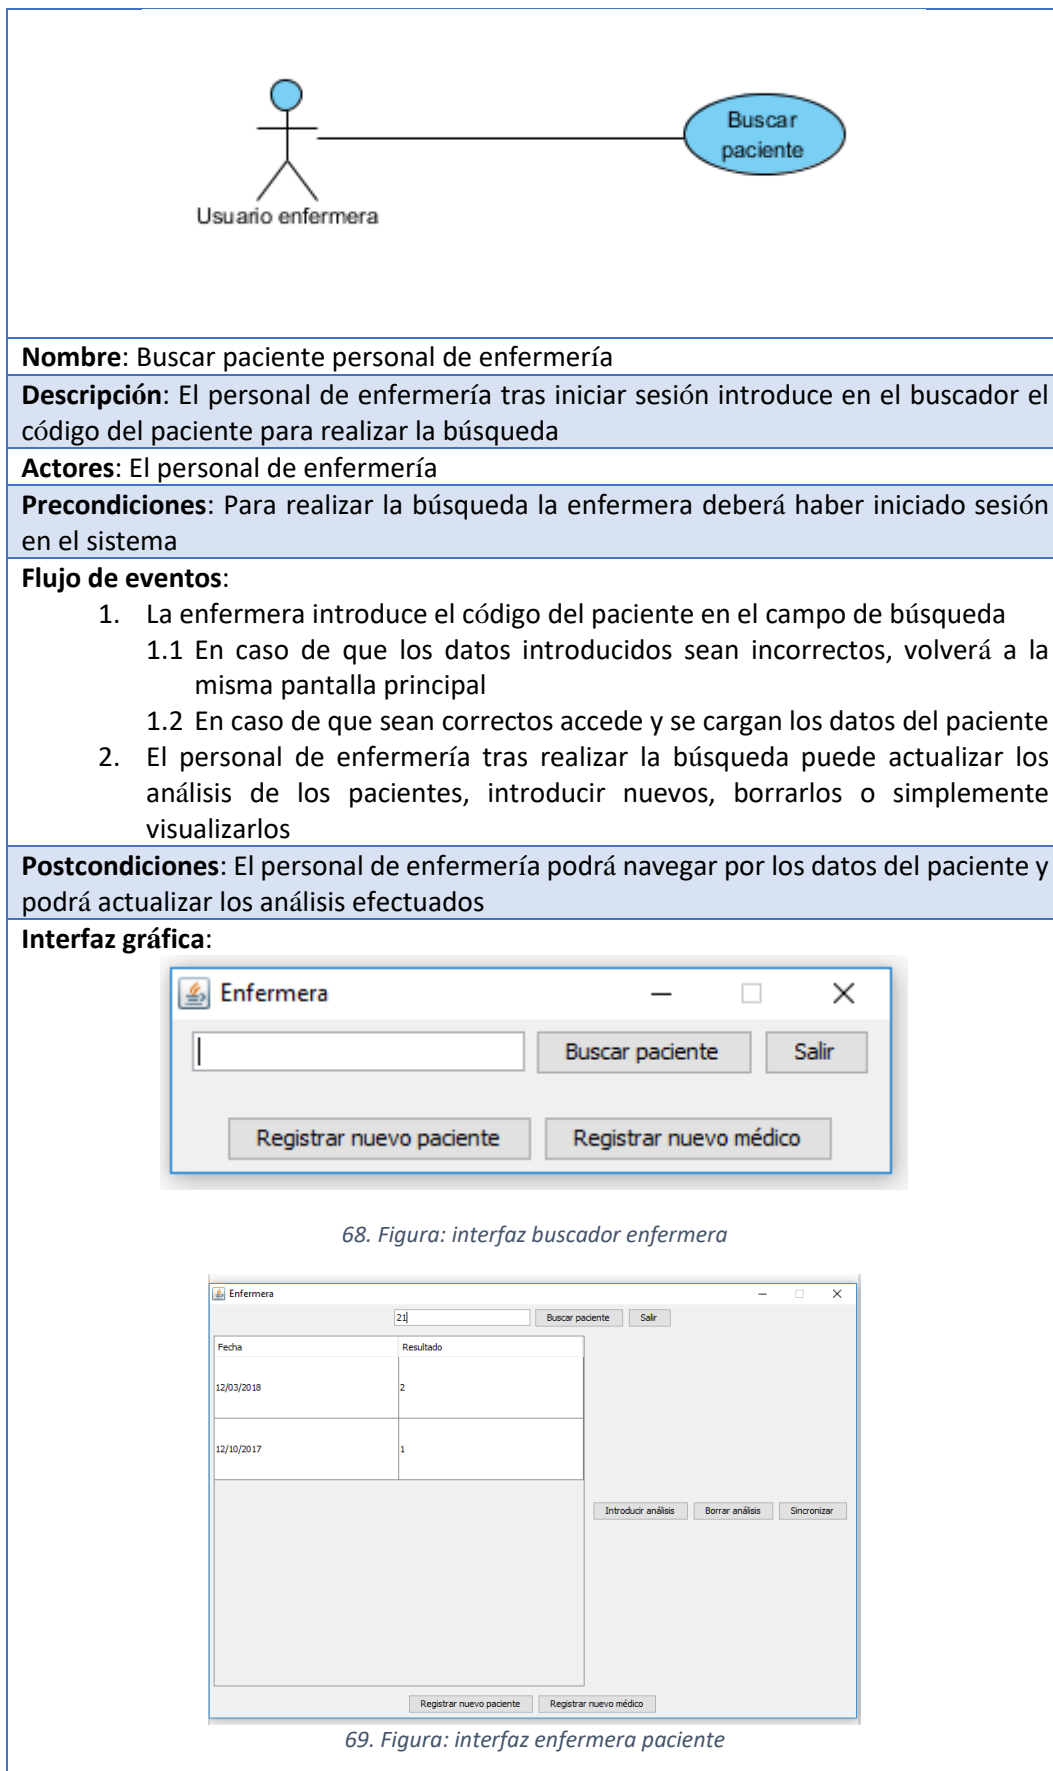 Buscar
paciente
Usuario enfermera
Nombre: Buscar paciente personal de enfermería
Descripción: El personal de enfermería tras iniciar sesión introduce en el buscador el
código del paciente para realizar la búsqueda
Actores: El personal de enfermería
Precondiciones: Para realizar la búsqueda la enfermera deberá haber iniciado sesión
en el sistema
Flujo de eventos:
1. La enfermera introduce el código del paciente en el campo de búsqueda
1.1 En caso de que los datos introducidos sean incorrectos, volverá a la
misma pantalla principal
1.2 En caso de que sean correctos accede y se cargan los datos del paciente
2. El personal de enfermería tras realizar la búsqueda puede actualizar los
análisis de los pacientes, introducir nuevos, borrarlos o simplemente
visualizarlos
Postcondiciones: El personal de enfermería podrá navegar por los datos del paciente y
podrá actualizar los análisis efectuados
Interfaz gráfica:
Enfermera
Buscar paciente Salir
Registrar nuevo paciente Registrar nuevo médico
68. Figura: interfaz buscador enfermera
Enfermera
21 Buscar paciente Salir
Fecha Resultado
12/03/2018 2
12/10/2017 1
Introducir análisis Borrar análisis Sincronizar
Registrar nuevo paciente Registrar nuevo médico
69. Figura: interfaz enfermera paciente